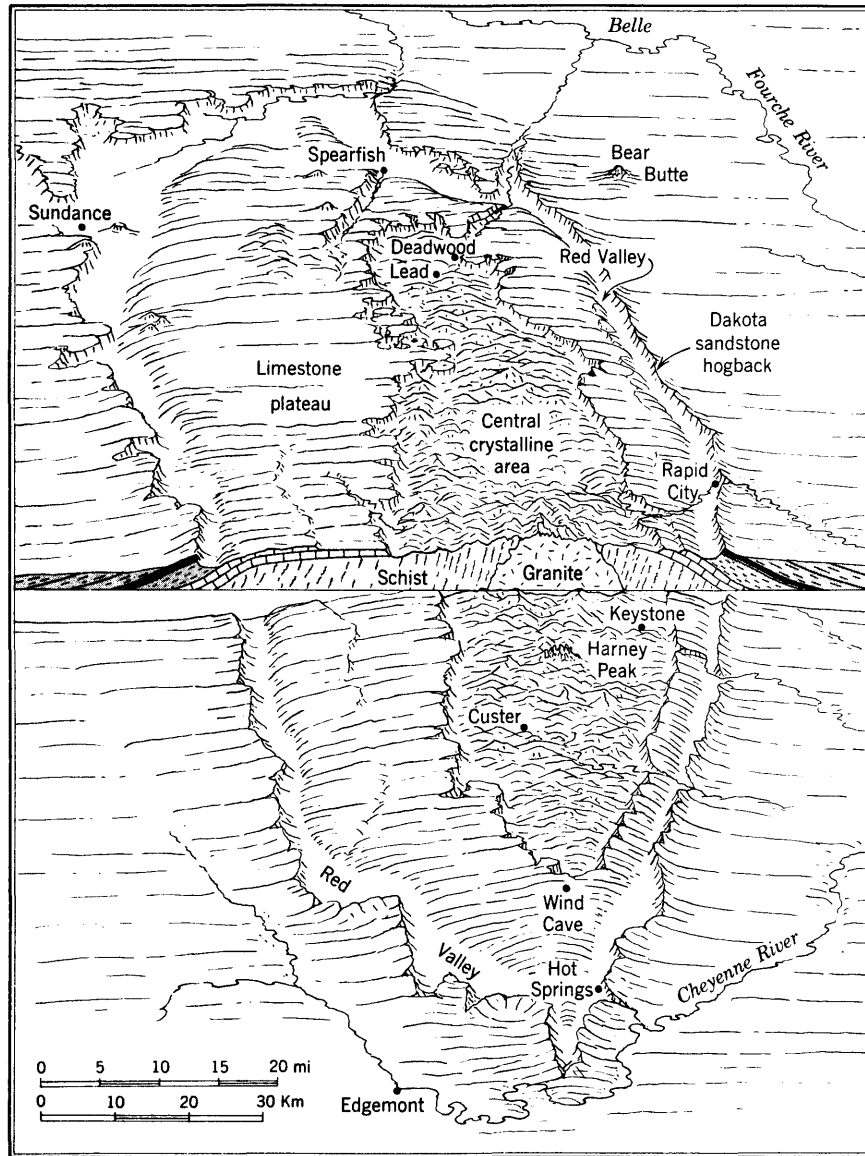 Belle
Fourche River
Spearfish
Bear
Butte
Sundance
Deadwood
Lead
Red Valley
Dakota
sandstone
hogback
Limestone
plateau
Central
crystalline
area
Rapid
City
Schist
Granite
Keystone
Harney
Peak
Custer
Red
Wind
Cave
Valley
Hot
Springs
Cheyenne River
0 5 10 15 20 mi
0 10 20 30 Km
Edgemont